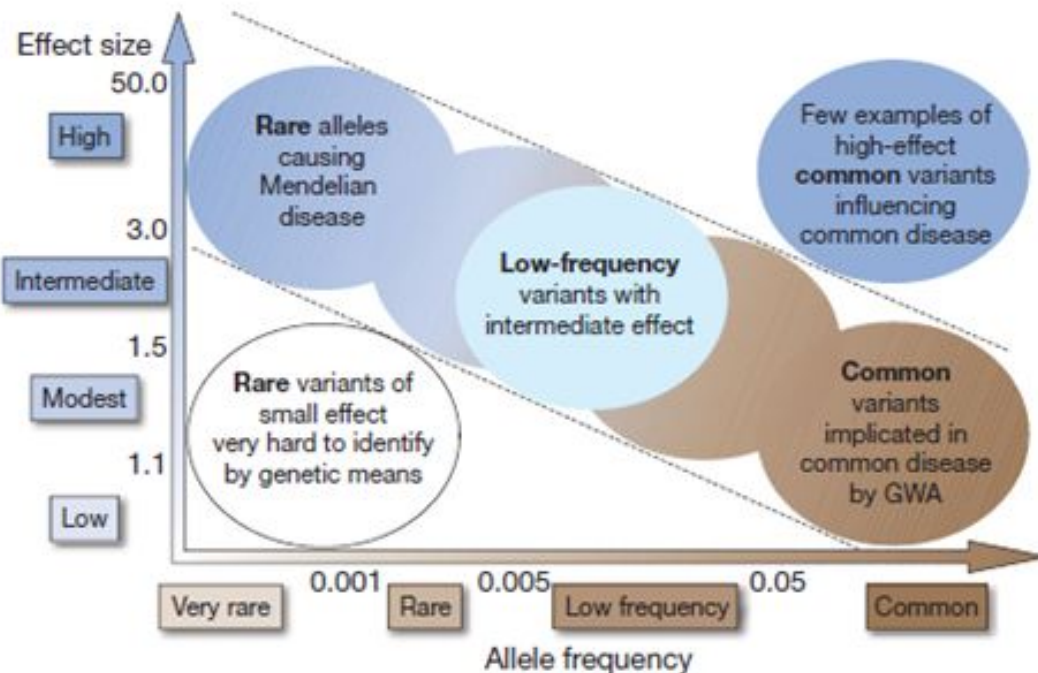 Effect size
50.0
High
3.0
Intermediate
1.5
Modest
1.1
Low
Rare alleles
causing
Mendelian
disease
Few examples of
high-effect
common variants
influencing
common disease
Low-frequency
variants with
intermediate effect
Rare variants of
small effect
very hard to identify
by genetic means
Common
variants
implicated in
common disease
by GWA
0.001
0.005
0.05
Very rare
Rare
Low frequency
Common
Allele frequency